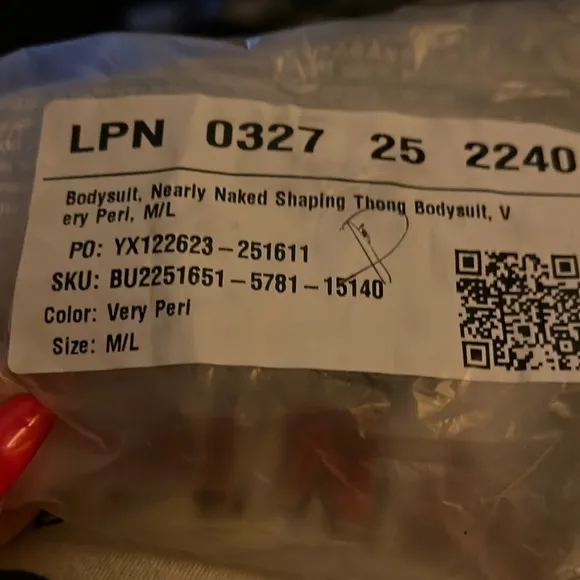 LPN 0327 25 2240
Bodysuit, Nearly Naked Shaping Thong Bodysuit, V
ery Peri, M/L
PO: YX122623-251611
SKU: BU2251651-5781-15140
Color: Very Peri
Size: M/L